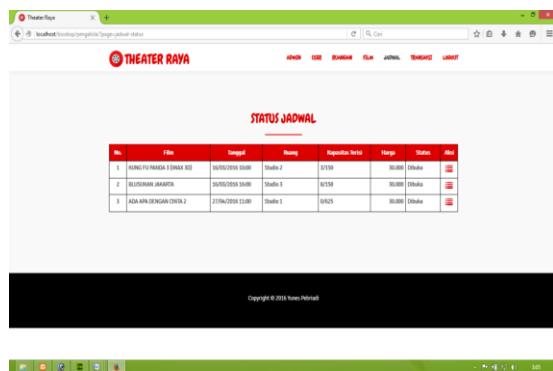 Theater Raya
localhost/bioskop/pengelola/?page=jadwal-status
Cari
THEATER RAYA
ADMIN USER RUANGAN FILM JADWAL TRANSAKSI LOGOUT
STATUS JADWAL
No. Film Tanggal Ruang Kapasitas Terisi Harga Status Aksi
1 KUNG FU PANDA 3 (IMAX 3D) 16/03/2016 10:00 Studio 2 3/150 30.000 Dibuka
2 BLUSUKAN JAKARTA 16/03/2016 16:00 Studio 3 8/150 30.000 Dibuka
3 ADA APA DENGAN CINTA 2 27/04/2016 11:00 Studio 1 0/625 30.000 Dibuka
Copyright © 2016 Yunes Pebriadi